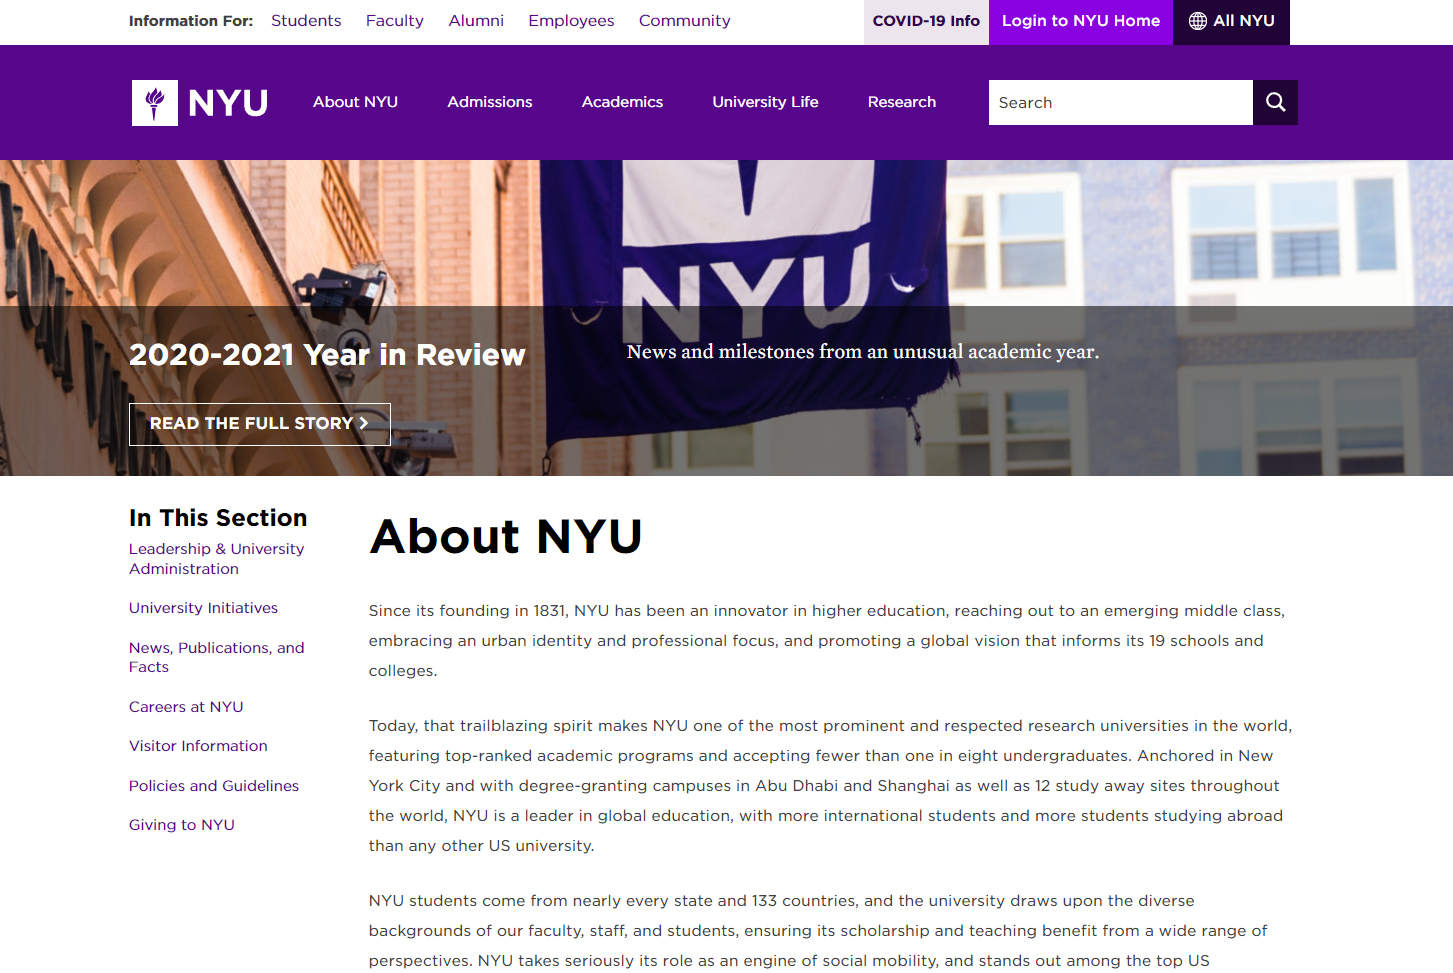 Information For: Students Faculty Alumni Employees Community COVID-19 Info Login to NYU Home All NYU
NYU About NYU Admissions Academics University Life Research Search
NYU
2020-2021 Year in Review
News and milestones from an unusual academic year.
READ THE FULL STORY
In This Section
Leadership & University
Administration
University Initiatives
News, Publications, and
Facts
Careers at NYU
Visitor Information
Policies and Guidelines
Giving to NYU
About NYU
Since its founding in 1831, NYU has been an innovator in higher education, reaching out to an emerging middle class,
embracing an urban identity and professional focus, and promoting a global vision that informs its 19 schools and
colleges.
Today, that trailblazing spirit makes NYU one of the most prominent and respected research universities in the world,
featuring top-ranked academic programs and accepting fewer than one in eight undergraduates. Anchored in New
York City and with degree-granting campuses in Abu Dhabi and Shanghai as well as 12 study away sites throughout
the world, NYU is a leader in global education, with more international students and more students studying abroad
than any other US university.
NYU students come from nearly every state and 133 countries, and the university draws upon the diverse
backgrounds of our faculty, staff, and students, ensuring its scholarship and teaching benefit from a wide range of
perspectives. NYU takes seriously its role as an engine of social mobility, and stands out among the top US